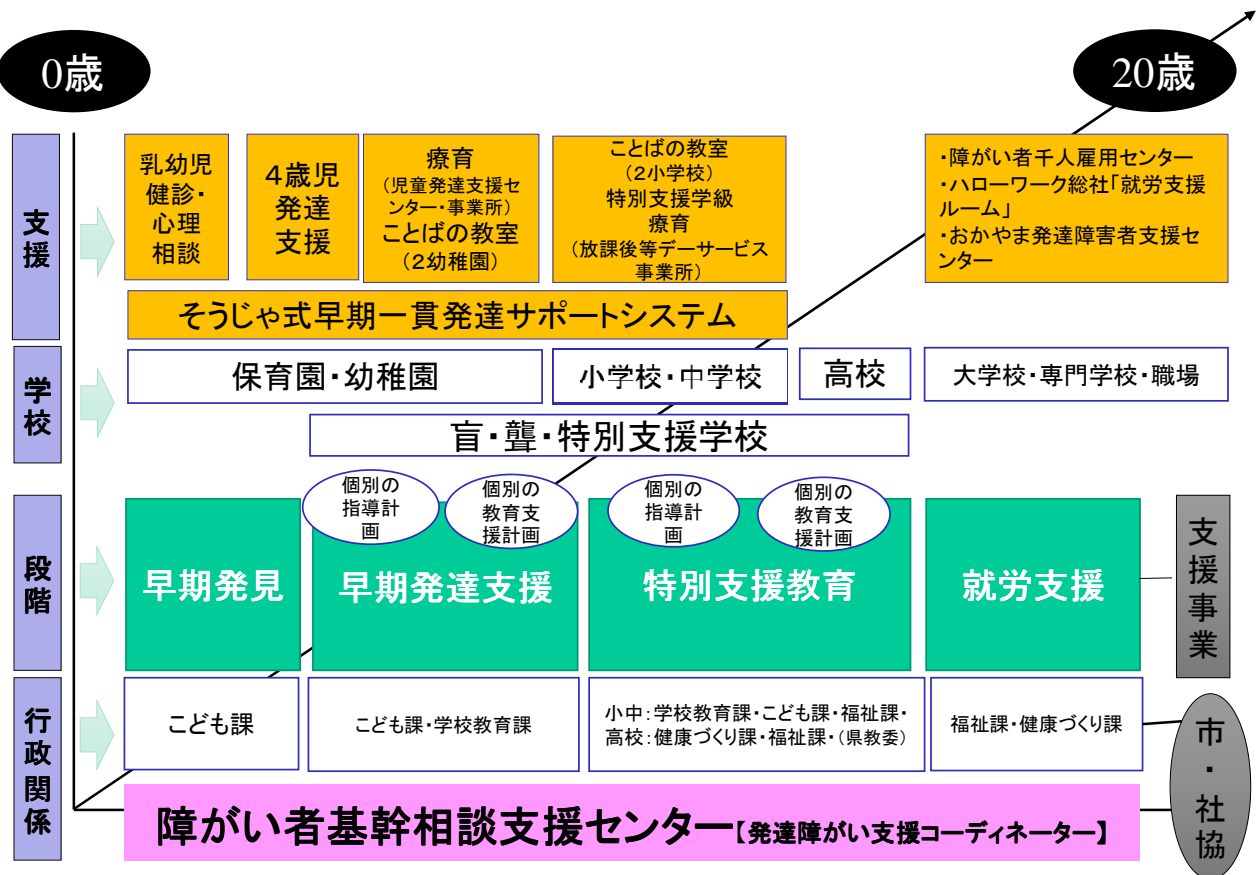 0歳
20歳
支援
乳幼児
健診・
心理
相談
4歳児
発達
支援
療育
(児童発達支援セ
ンター・事業所)
ことばの教室
(2幼稚園)
ことばの教室
(2小学校)
特別支援学級
療育
(放課後等デーサービス
事業所)
・障がい者千人雇用センター
・ハローワーク総社「就労支援
ルーム」
・おかやま発達障害者支援セ
ンター
そうじゃ式早期一貫発達サポートシステム
学校
保育園・幼稚園
小学校・中学校
高校
大学校・専門学校・職場
盲・聾・特別支援学校
段階
個別の
指導計
画
個別の
教育支
援計画
個別の
指導計
画
個別の
教育支
援計画
早期発見
早期発達支援
特別支援教育
就労支援
支援事業
行政関係
こども課
こども課・学校教育課
小中：学校教育課・こども課・福祉課・
高校：健康づくり課・福祉課・(県教委)
福祉課・健康づくり課
市・社協
障がい者基幹相談支援センター【発達障がい支援コーディネーター】